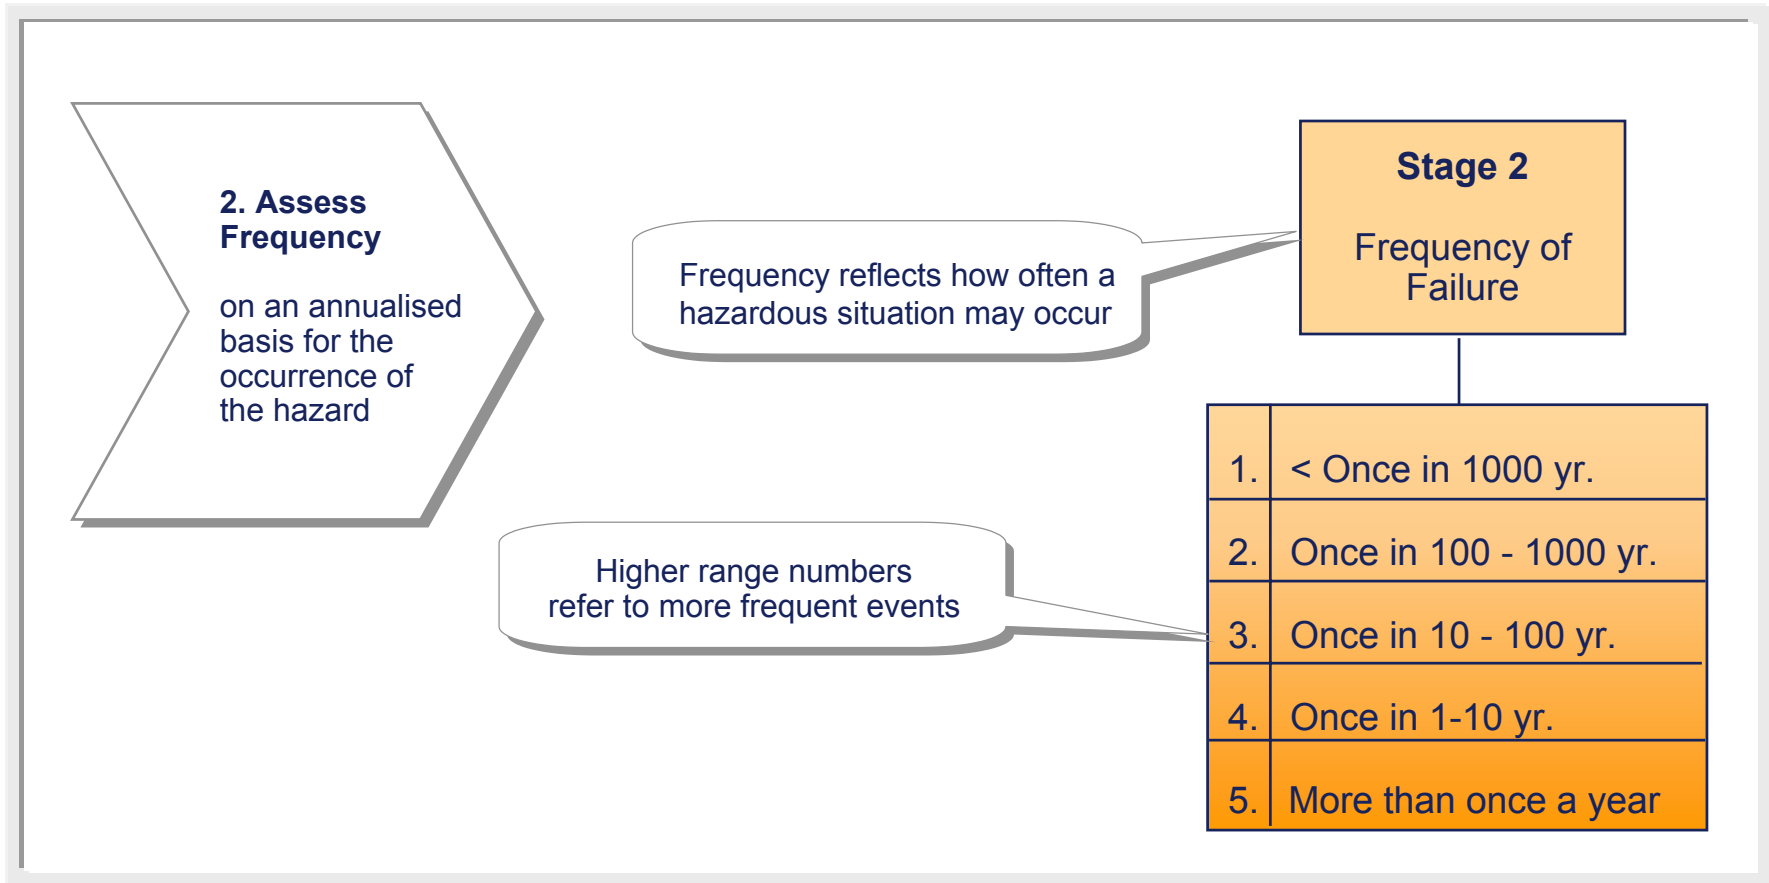 2. Assess
Frequency
on an annualised
basis for the
occurrence of
the hazard
Frequency reflects how often a
hazardous situation may occur
Higher range numbers
refer to more frequent events
Stage 2
Frequency of
Failure
1. < Once in 1000 yr.
2. Once in 100 - 1000 yr.
3. Once in 10 - 100 yr.
4. Once in 1-10 yr.
5. More than once a year